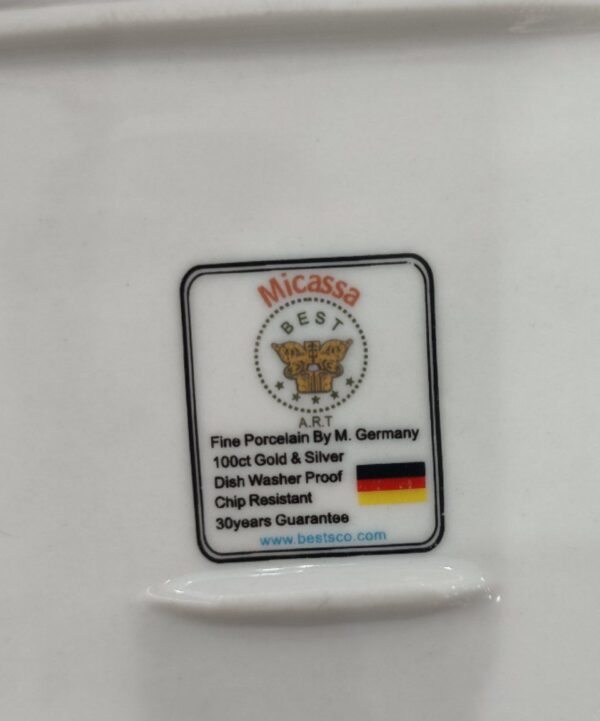 Micassa
BEST
A.R.T
Fine Porcelain By M. Germany
100ct Gold & Silver
Dish Washer Proof
Chip Resistant
30years Guarantee
www.bestsco.com